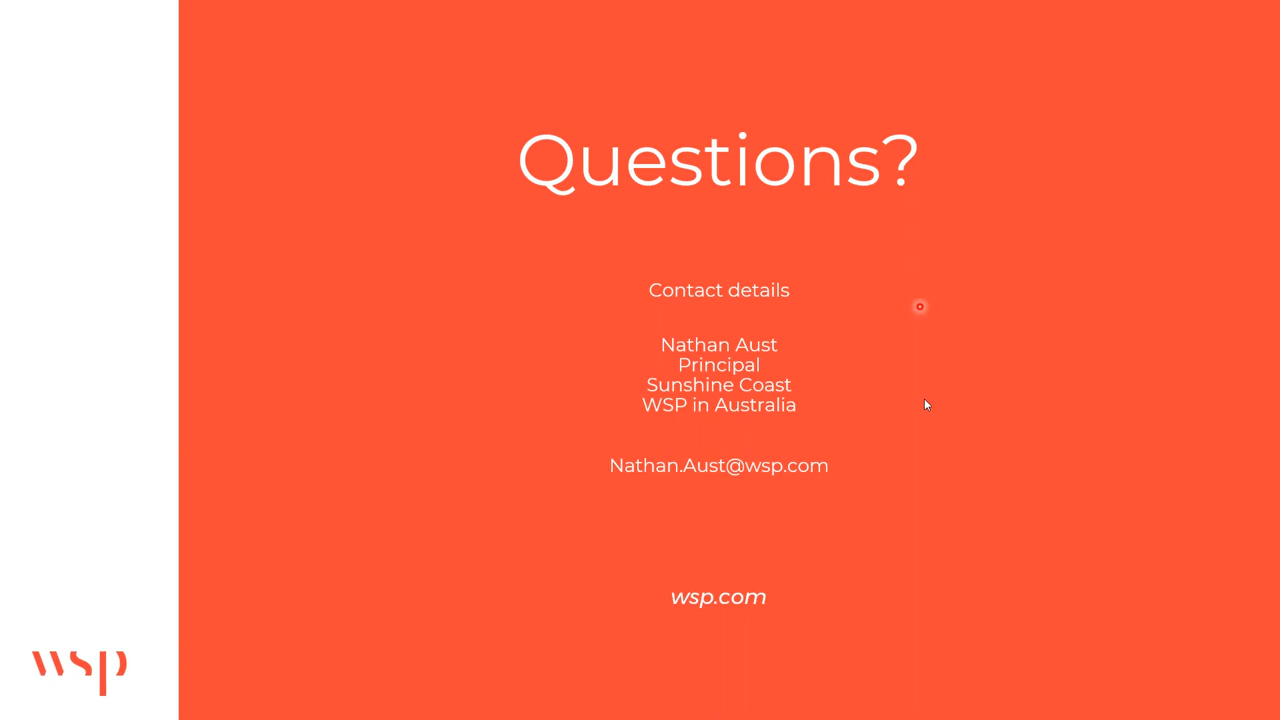 Questions?
Contact details
Nathan Aust
Principal
Sunshine Coast
WSP in Australia
Nathan.Aust@wsp.com
wsp.com
wsp